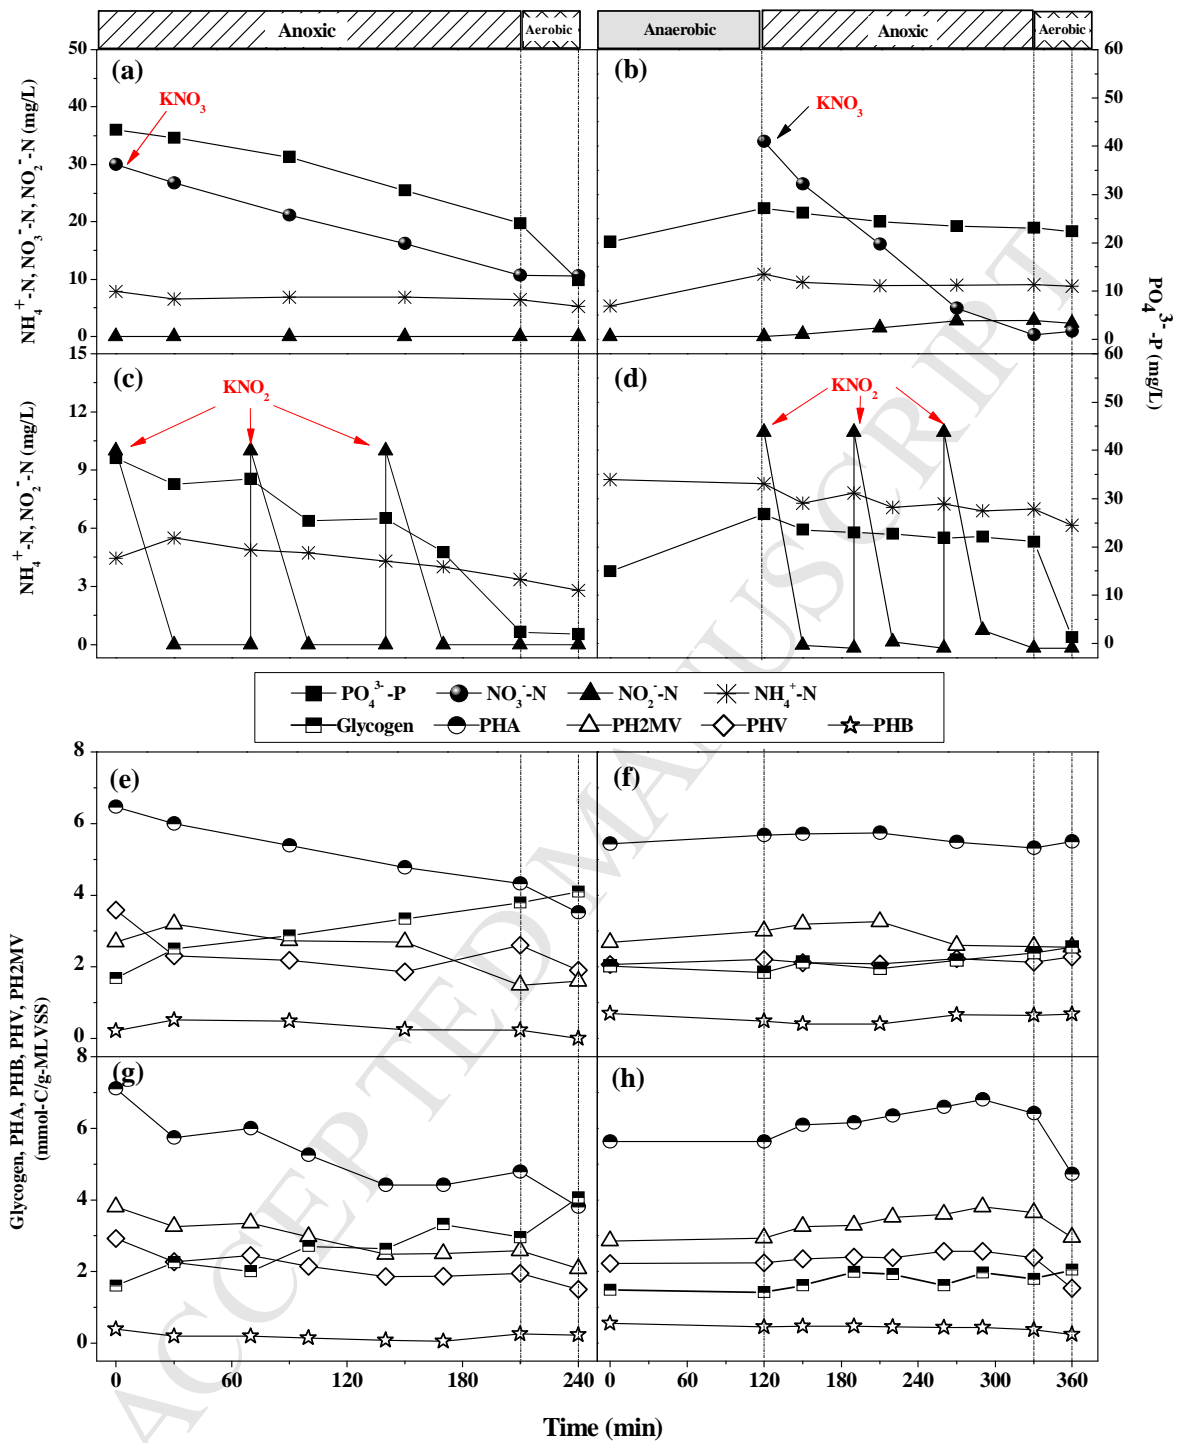 Anoxic Aerobic Anaerobic Anoxic Aerobic
50 (a) KNO₃ (b) KNO₃ 60
40 50
30 40
20 30
10 20
0 10
0
NH₄⁺-N, NO₃⁻-N, NO₂⁻-N (mg/L)
PO₄³⁻-P (mg/L)
15 (c) KNO₂ (d) KNO₂ 60
12 50
9 40
6 30
3 20
0 10
0
NH₄⁺-N, NO₂⁻-N (mg/L)
PO₄³⁻-P NO₃⁻-N NO₂⁻-N NH₄⁺-N
Glycogen PHA PH2MV PHV PHB
8 (e) (f)
6
4
2
0
8 (g) (h)
6
4
2
0
Glycogen, PHA, PHB, PHV, PH2MV
(mmol-C/g-MLVSS)
0 60 120 180 240 0 60 120 180 240 300 360
Time (min)
ACCEPTED MANUSCRIPT